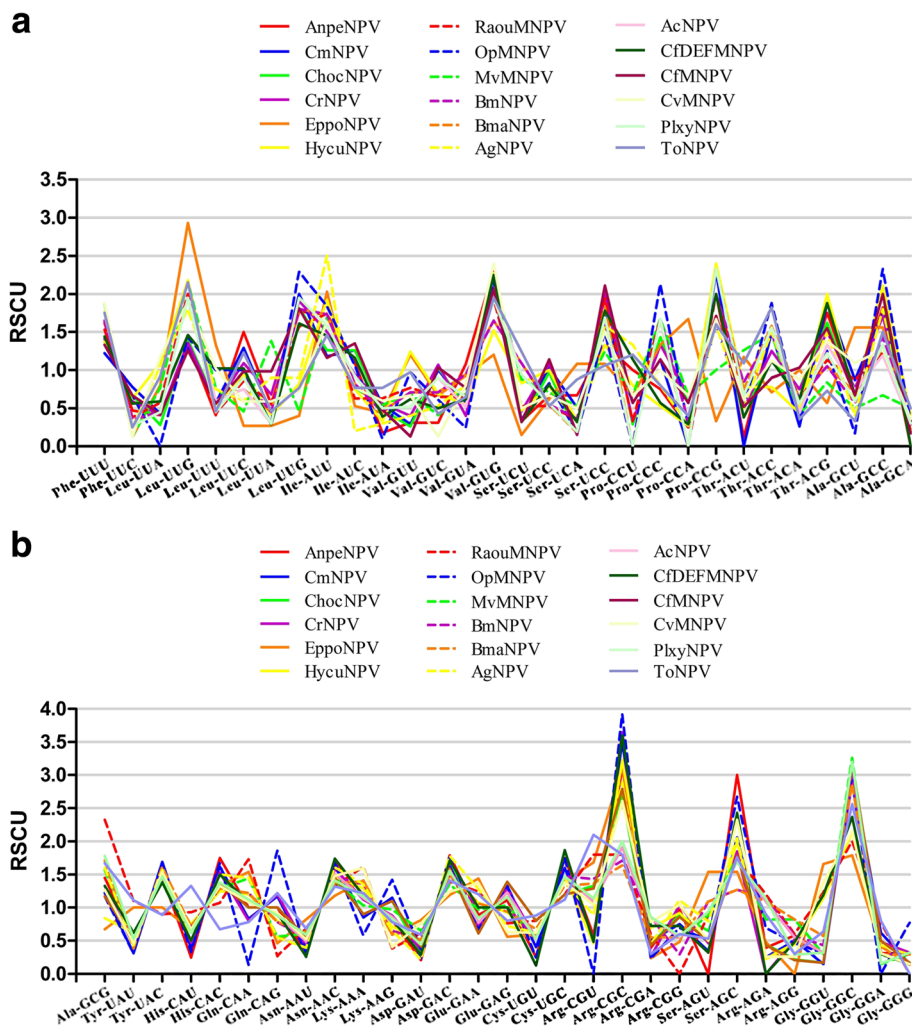 a
AnpeNPV RaouMNPV AcNPV
CmNPV OpMNPV CfDEFMNPV
ChocNPV MvMNPV CfMNPV
CrNPV BmNPV CvMNPV
EppoNPV BmaNPV PlxyNPV
HycuNPV AgNPV ToNPV
3.5
3.0
2.5
2.0
1.5
1.0
0.5
0.0
RSCU
Phe-UUU Phe-UUC Leu-UUA Leu-UUG Leu-UUU Leu-UUC Leu-UUA Leu-UUG Ile-AUU Ile-AUC Ile-AUA Val-GUU Val-GUC Val-GUA Val-GUG Ser-UCU Ser-UCC Ser-UCA Ser-UCC Pro-CCU Pro-CCC Pro-CCA Pro-CCG Thr-ACU Thr-ACC Thr-ACA Thr-ACG Ala-GCU Ala-GCC Ala-GCA
b
AnpeNPV RaouMNPV AcNPV
CmNPV OpMNPV CfDEFMNPV
ChocNPV MvMNPV CfMNPV
CrNPV BmNPV CvMNPV
EppoNPV BmaNPV PlxyNPV
HycuNPV AgNPV ToNPV
4.0
3.5
3.0
2.5
2.0
1.5
1.0
0.5
0.0
RSCU
Ala-GCG Tyr-UAU Tyr-UAC His-CAU His-CAC Gln-CAA Gln-CAG Asn-AAU Asn-AAC Lys-AAA Lys-AAG Asp-GAU Asp-GAC Glu-GAA Glu-GAG Cys-UGU Cys-UGC Arg-CGU Arg-CGC Arg-CGA Arg-CGG Ser-AGU Ser-AGC Arg-AGA Arg-AGG Gly-GGU Gly-GGC Gly-GGA Gly-GGG